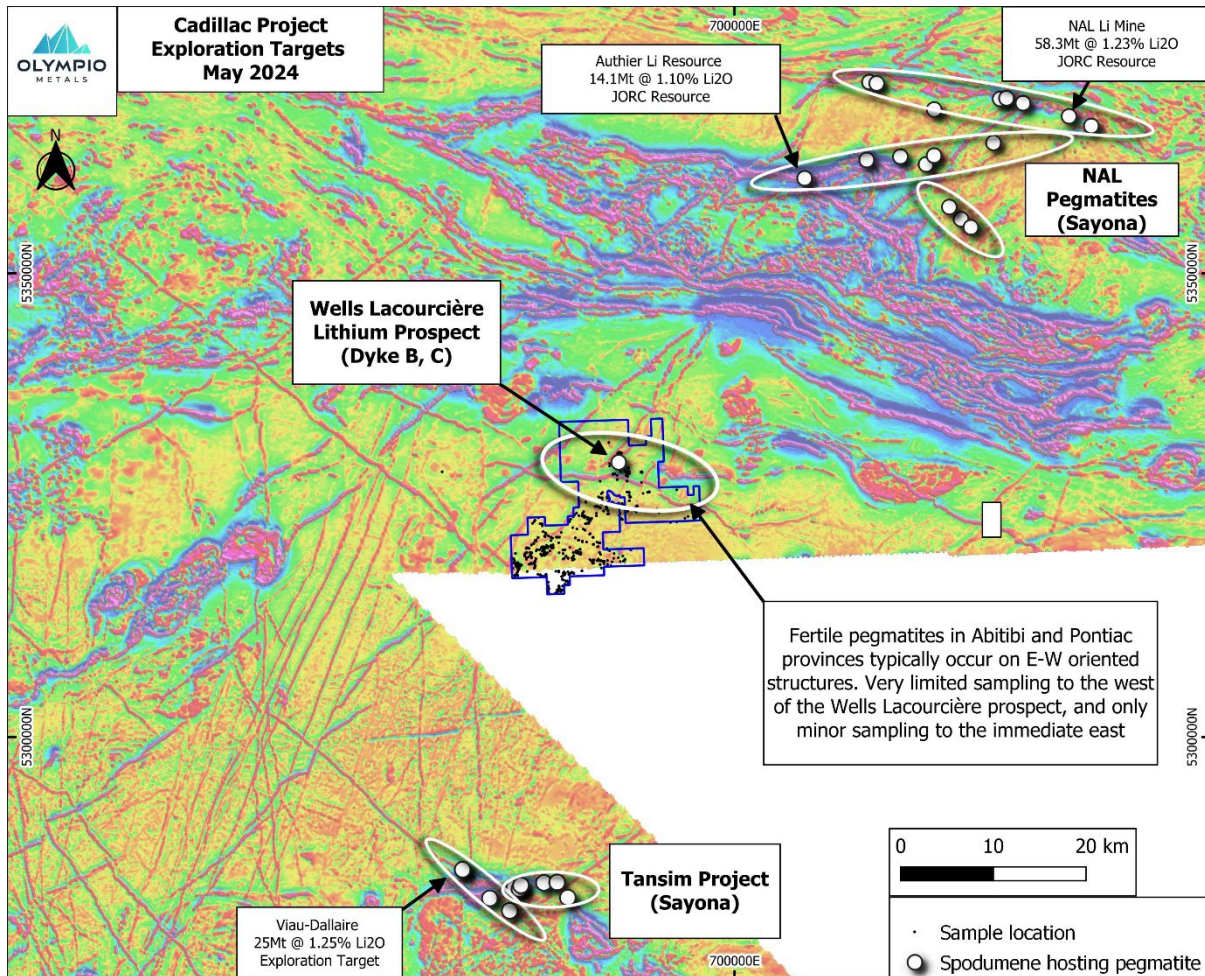 OLYMPIO
METALS
Cadillac Project
Exploration Targets
May 2024
700000E
NAL Li Mine
58.3Mt @ 1.23% Li2O
JORC Resource
Authier Li Resource
14.1Mt @ 1.10% Li2O
JORC Resource
N
NAL
Pegmatites
(Sayona)
5350000N
5350000N
Wells Lacourcière
Lithium Prospect
(Dyke B, C)
Fertile pegmatites in Abitibi and Pontiac
provinces typically occur on E-W oriented
structures. Very limited sampling to the west
of the Wells Lacourcière prospect, and only
minor sampling to the immediate east
5300000N
5300000N
Tansim Project
(Sayona)
Viau-Dallaire
25Mt @ 1.25% Li2O
Exploration Target
700000E
0 10 20 km
Sample location
Spodumene hosting pegmatite